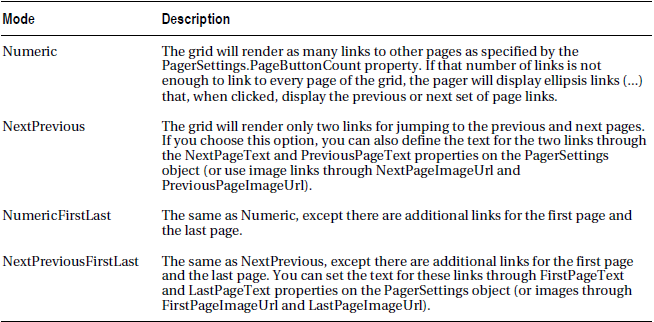 Mode Description
Numeric The grid will render as many links to other pages as specified by the
PagerSettings.PageButtonCount property. If that number of links is not
enough to link to every page of the grid, the pager will display ellipsis links (...)
that, when clicked, display the previous or next set of page links.
NextPrevious The grid will render only two links for jumping to the previous and next pages.
If you choose this option, you can also define the text for the two links through
the NextPageText and PreviousPageText properties on the PagerSettings
object (or use image links through NextPageImageUrl and
PreviousPageImageUrl).
NumericFirstLast The same as Numeric, except there are additional links for the first page and
the last page.
NextPreviousFirstLast The same as NextPrevious, except there are additional links for the first page
and the last page. You can set the text for these links through FirstPageText
and LastPageText properties on the PagerSettings object (or images through
FirstPageImageUrl and LastPageImageUrl).